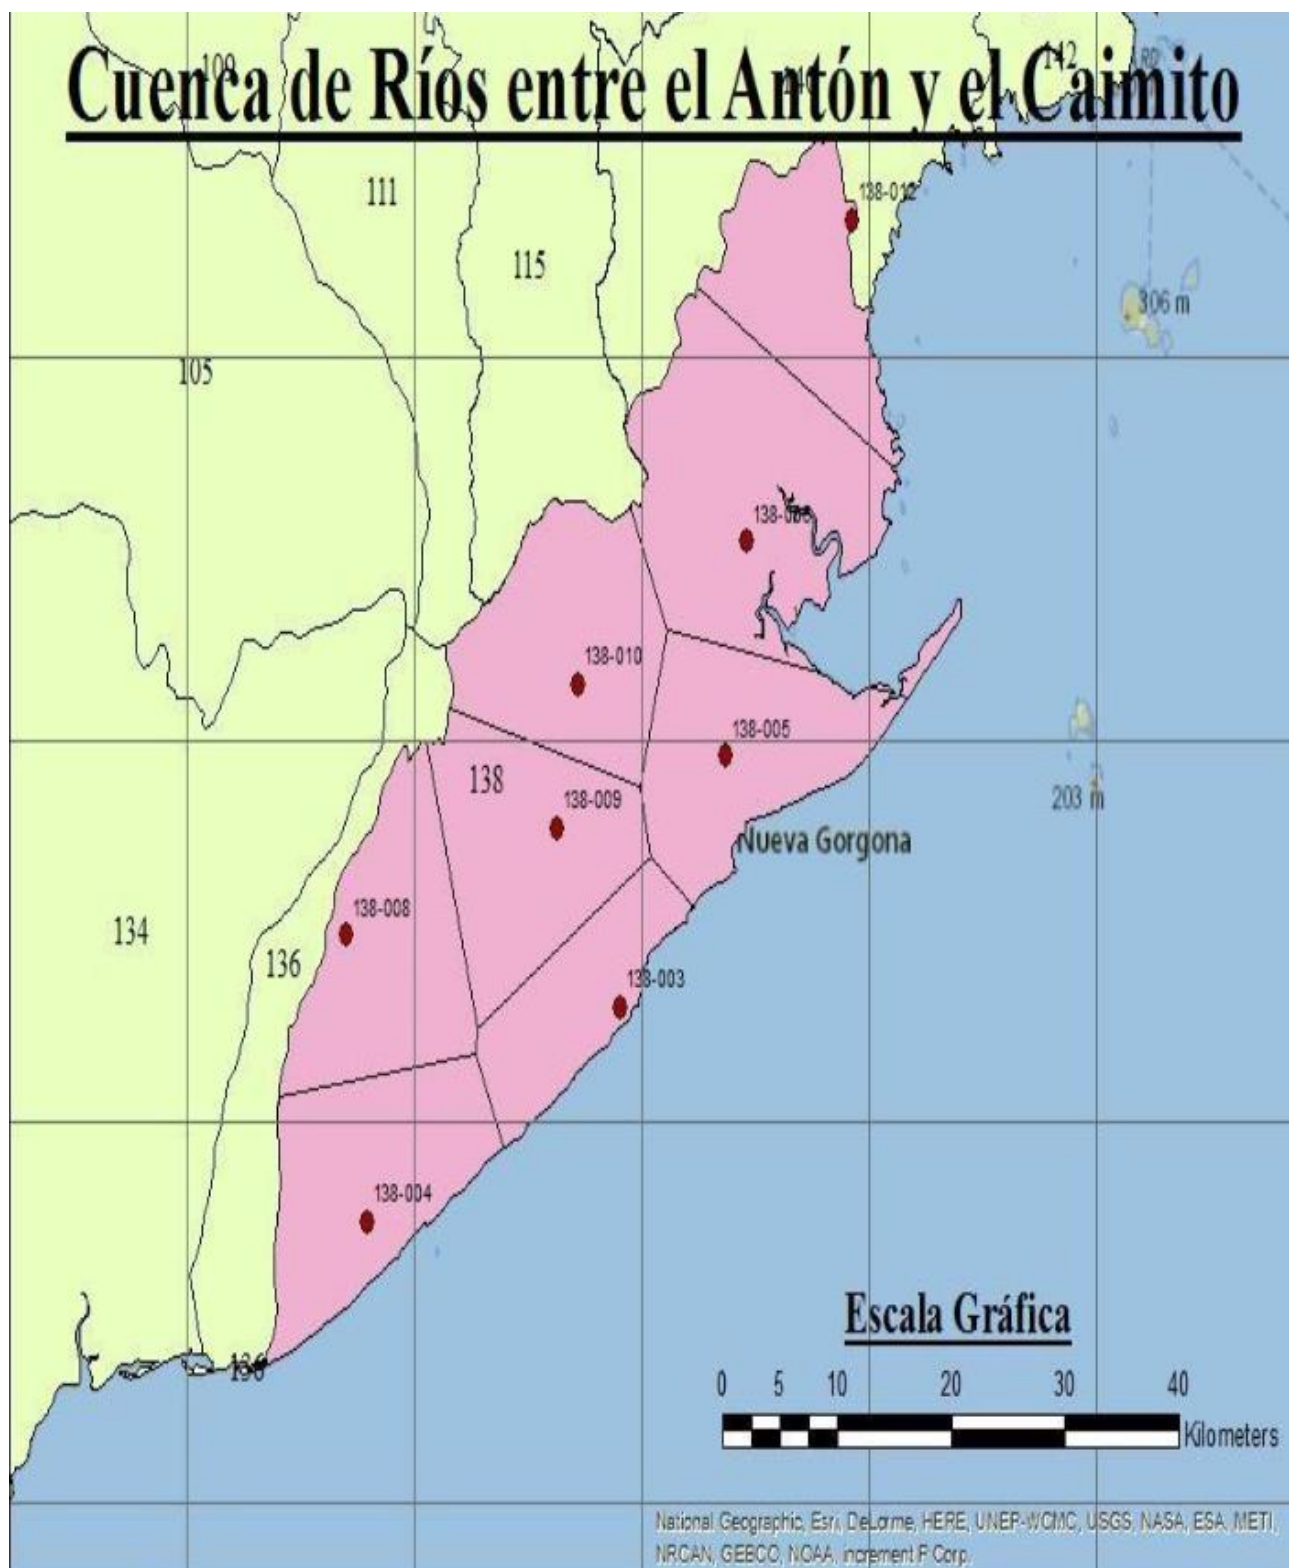 Cuenca de Ríos entre el Antón y el Caimito
109
142
111
138-012
115
306 m
105
138-010
138-005
138
203 m
138-009
Nueva Gorgona
138-008
134
136
138-003
138-004
Escala Gráfica
0 5 10 20 30 40
Kilometers
National Geographic, Esri, DeLorme, HERE, UNEP-WCMC, USGS, NASA, ESA, METI,
NRCAN, GEBCO, NOAA, increment P Corp.